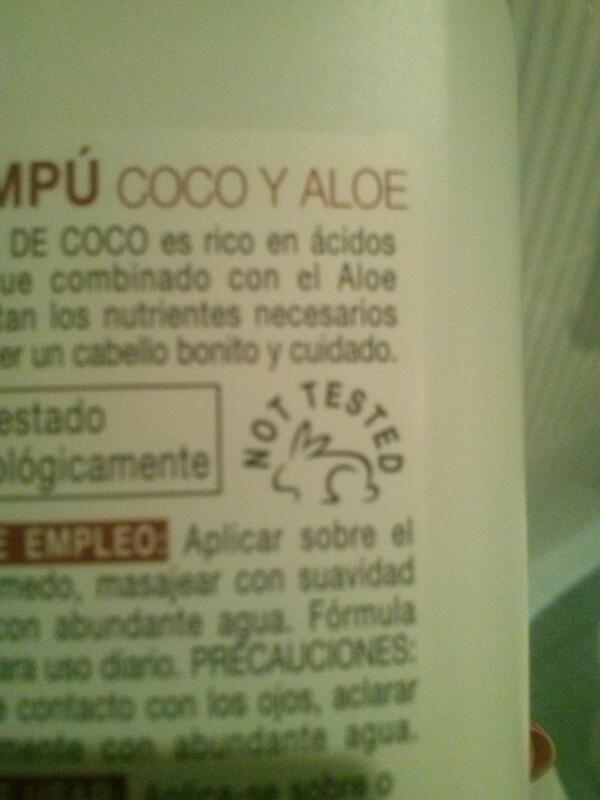 MPÚ COCO Y ALOE
DE COCO es rico en ácidos
ue combinado con el Aloe
tan los nutrientes necesarios
er un cabello bonito y cuidado.
estado
ológicamente
NOT TESTED
E EMPLEO: Aplicar sobre el
medo, masajear con suavidad
con abundante agua. Fórmula
ara uso diario. PRECAUCIONES:
e contacto con los ojos, aclarar
mente con abundante agua.
sobre o